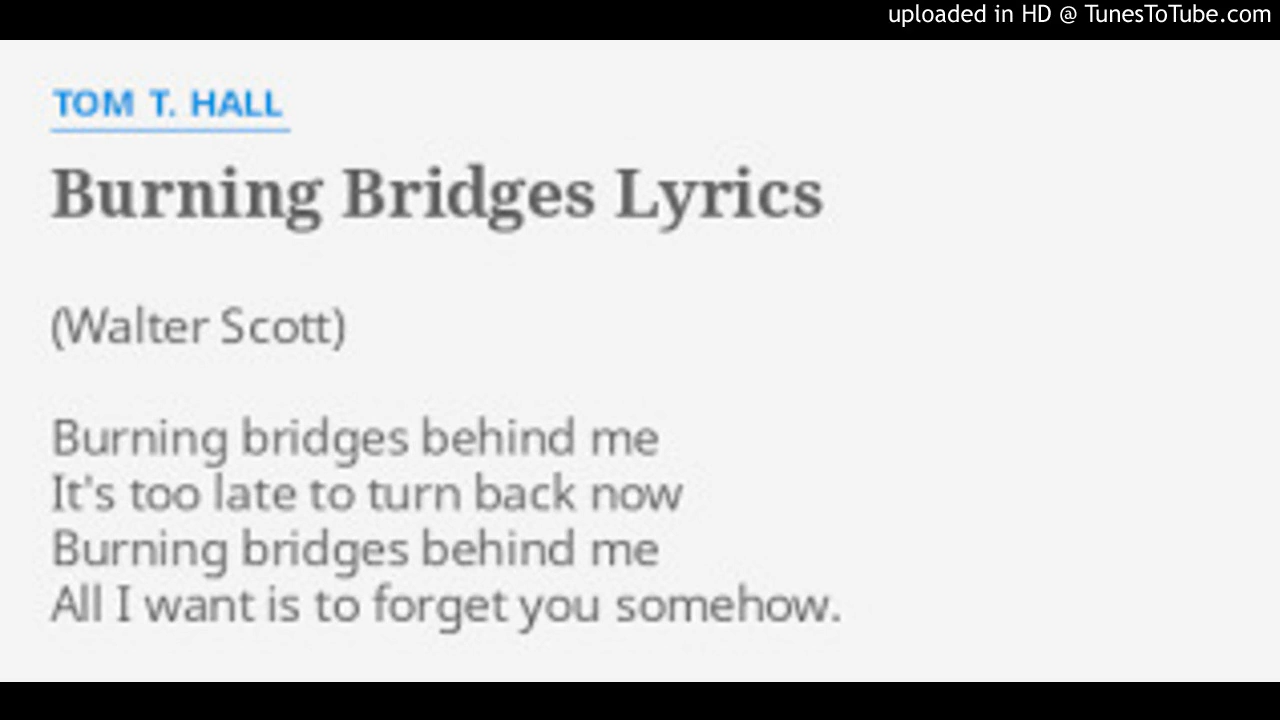 uploaded in HD @ TunesToTube.com
TOM T. HALL
Burning Bridges Lyrics
(Walter Scott)
Burning bridges behind me
It's too late to turn back now
Burning bridges behind me
All I want is to forget you somehow.